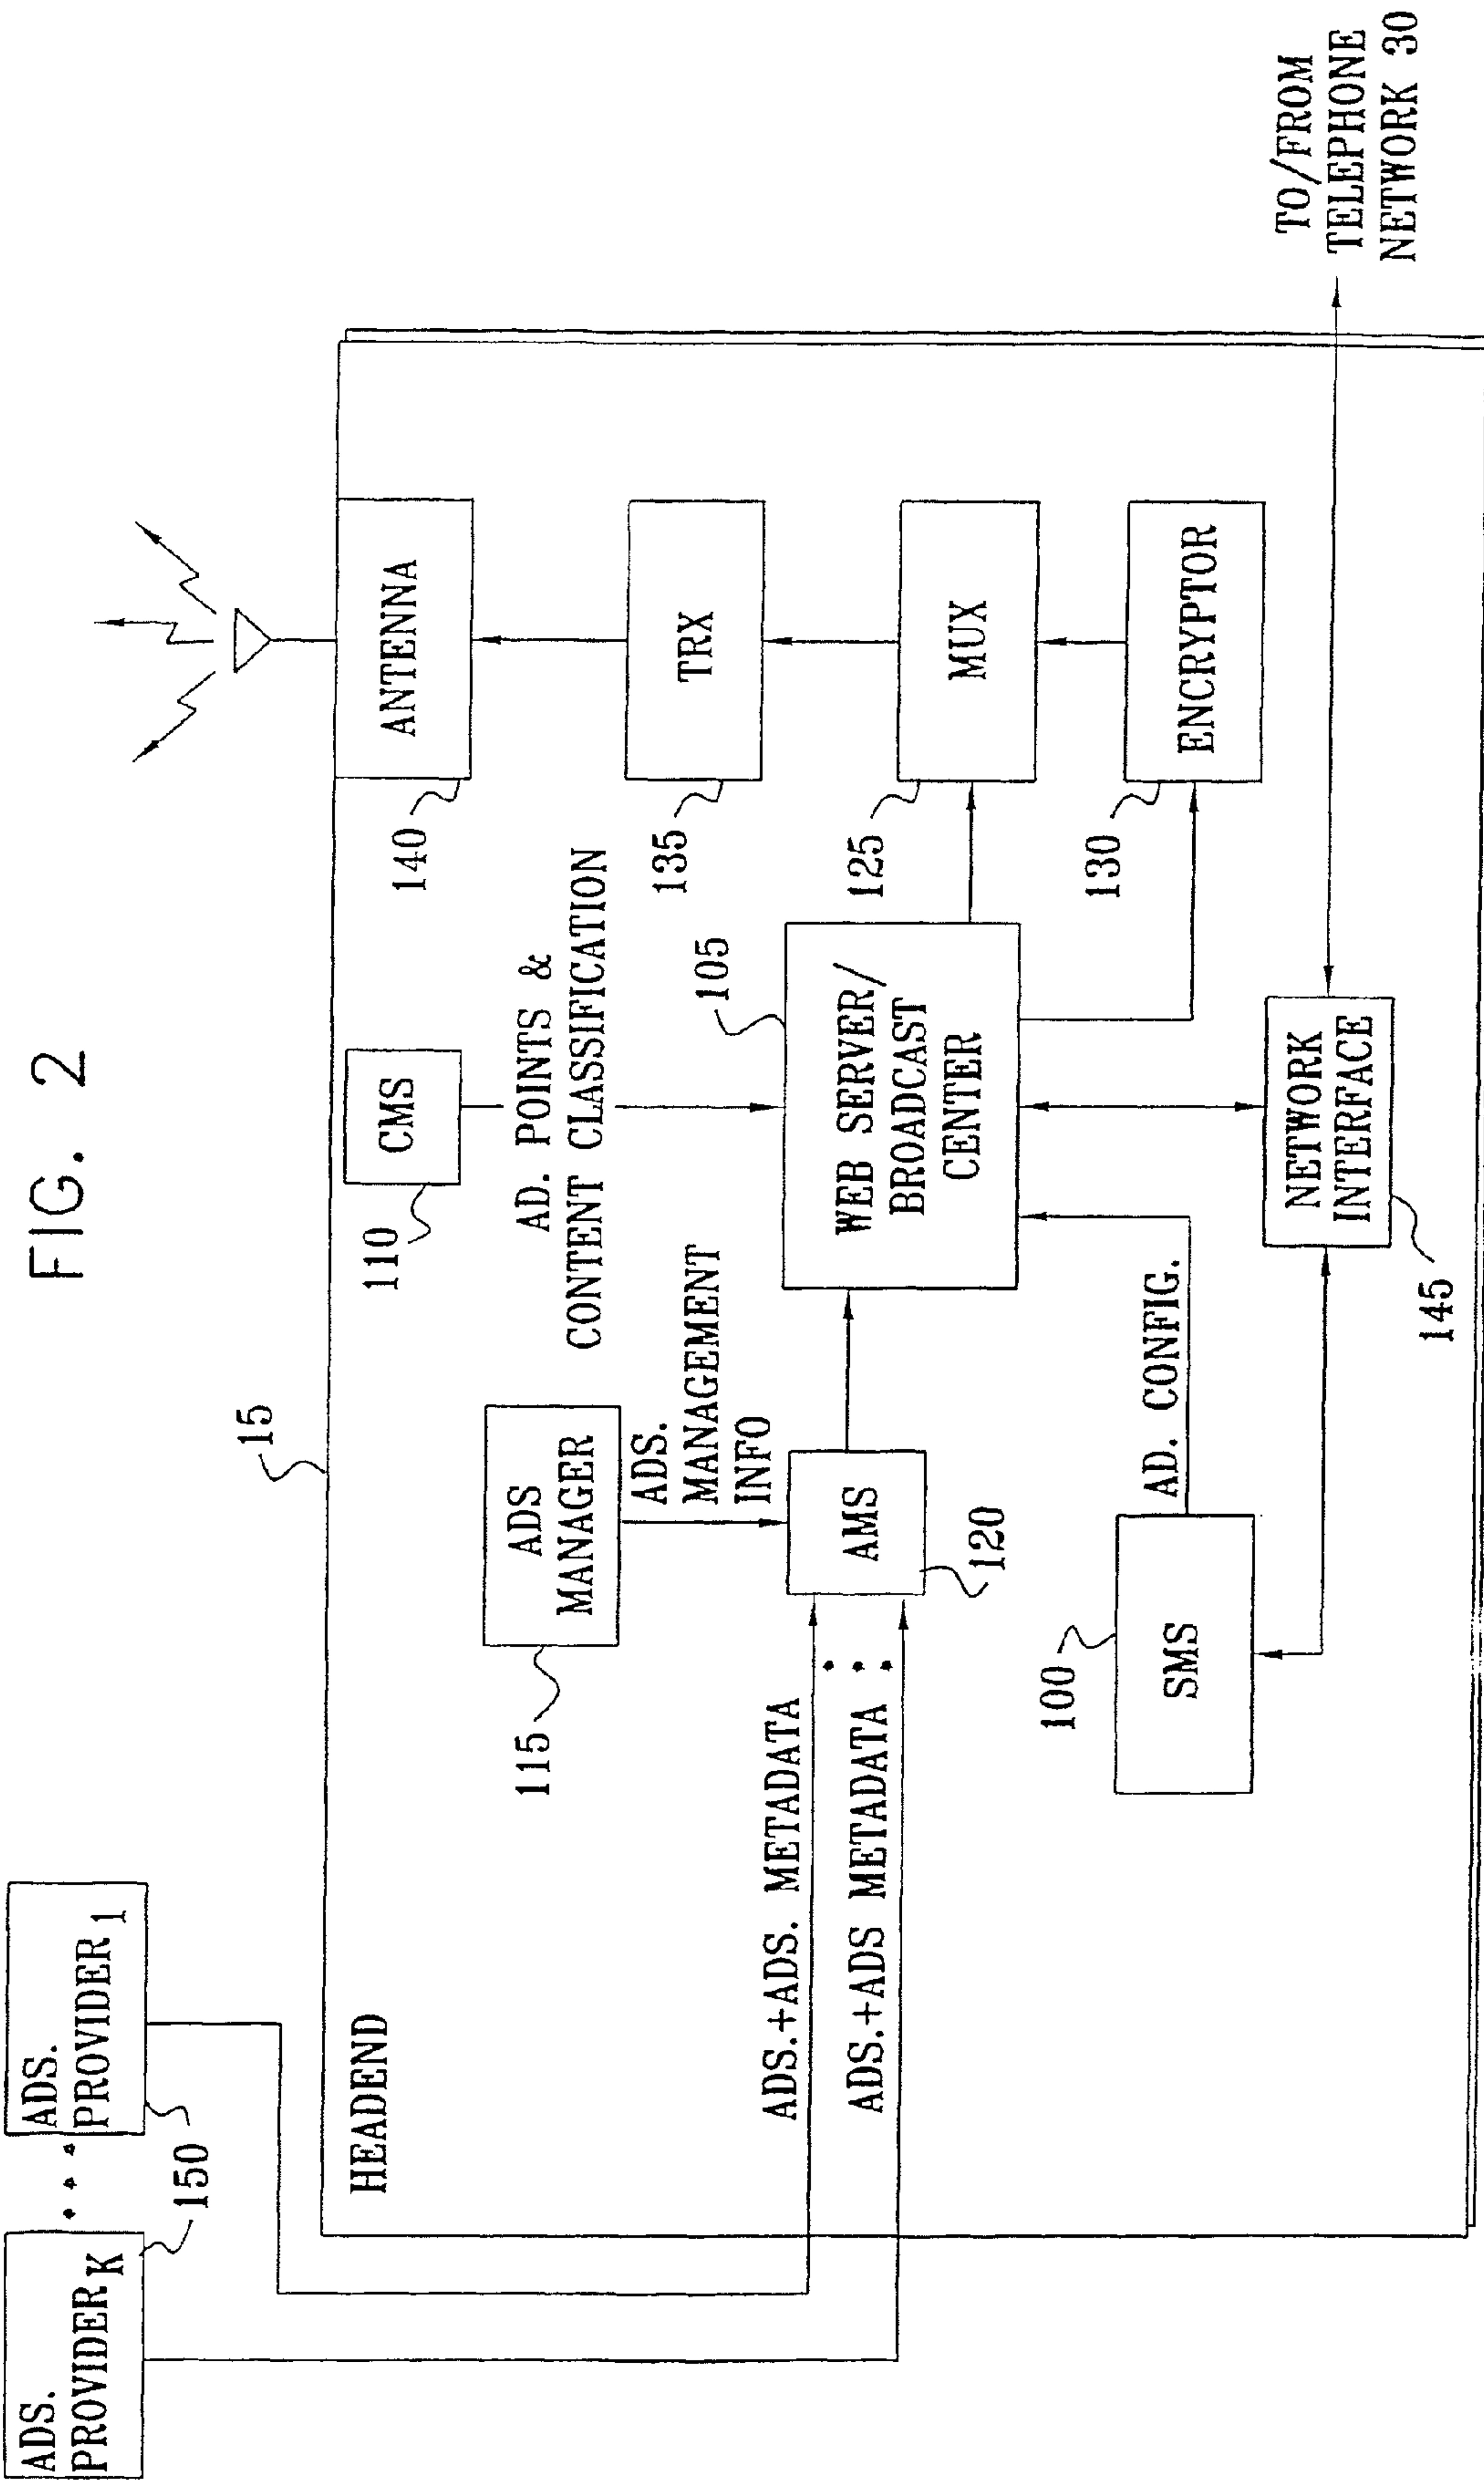 FIG. 2
ADS.
PROVIDER K
ADS.
PROVIDER 1
150
15
HEADEND
ADS
MANAGER
115
ADS.
MANAGEMENT
INFO
CMS
110
AD. POINTS &
CONTENT CLASSIFICATION
ANTENNA
140
TRX
135
MUX
125
ENCRYPTOR
130
WEB SERVER/
BROADCAST
CENTER
105
AMS
120
ADS.+ADS. METADATA
ADS.+ADS METADATA
AD. CONFIG.
SMS
100
NETWORK
INTERFACE
145
TO/FROM
TELEPHONE
NETWORK 30